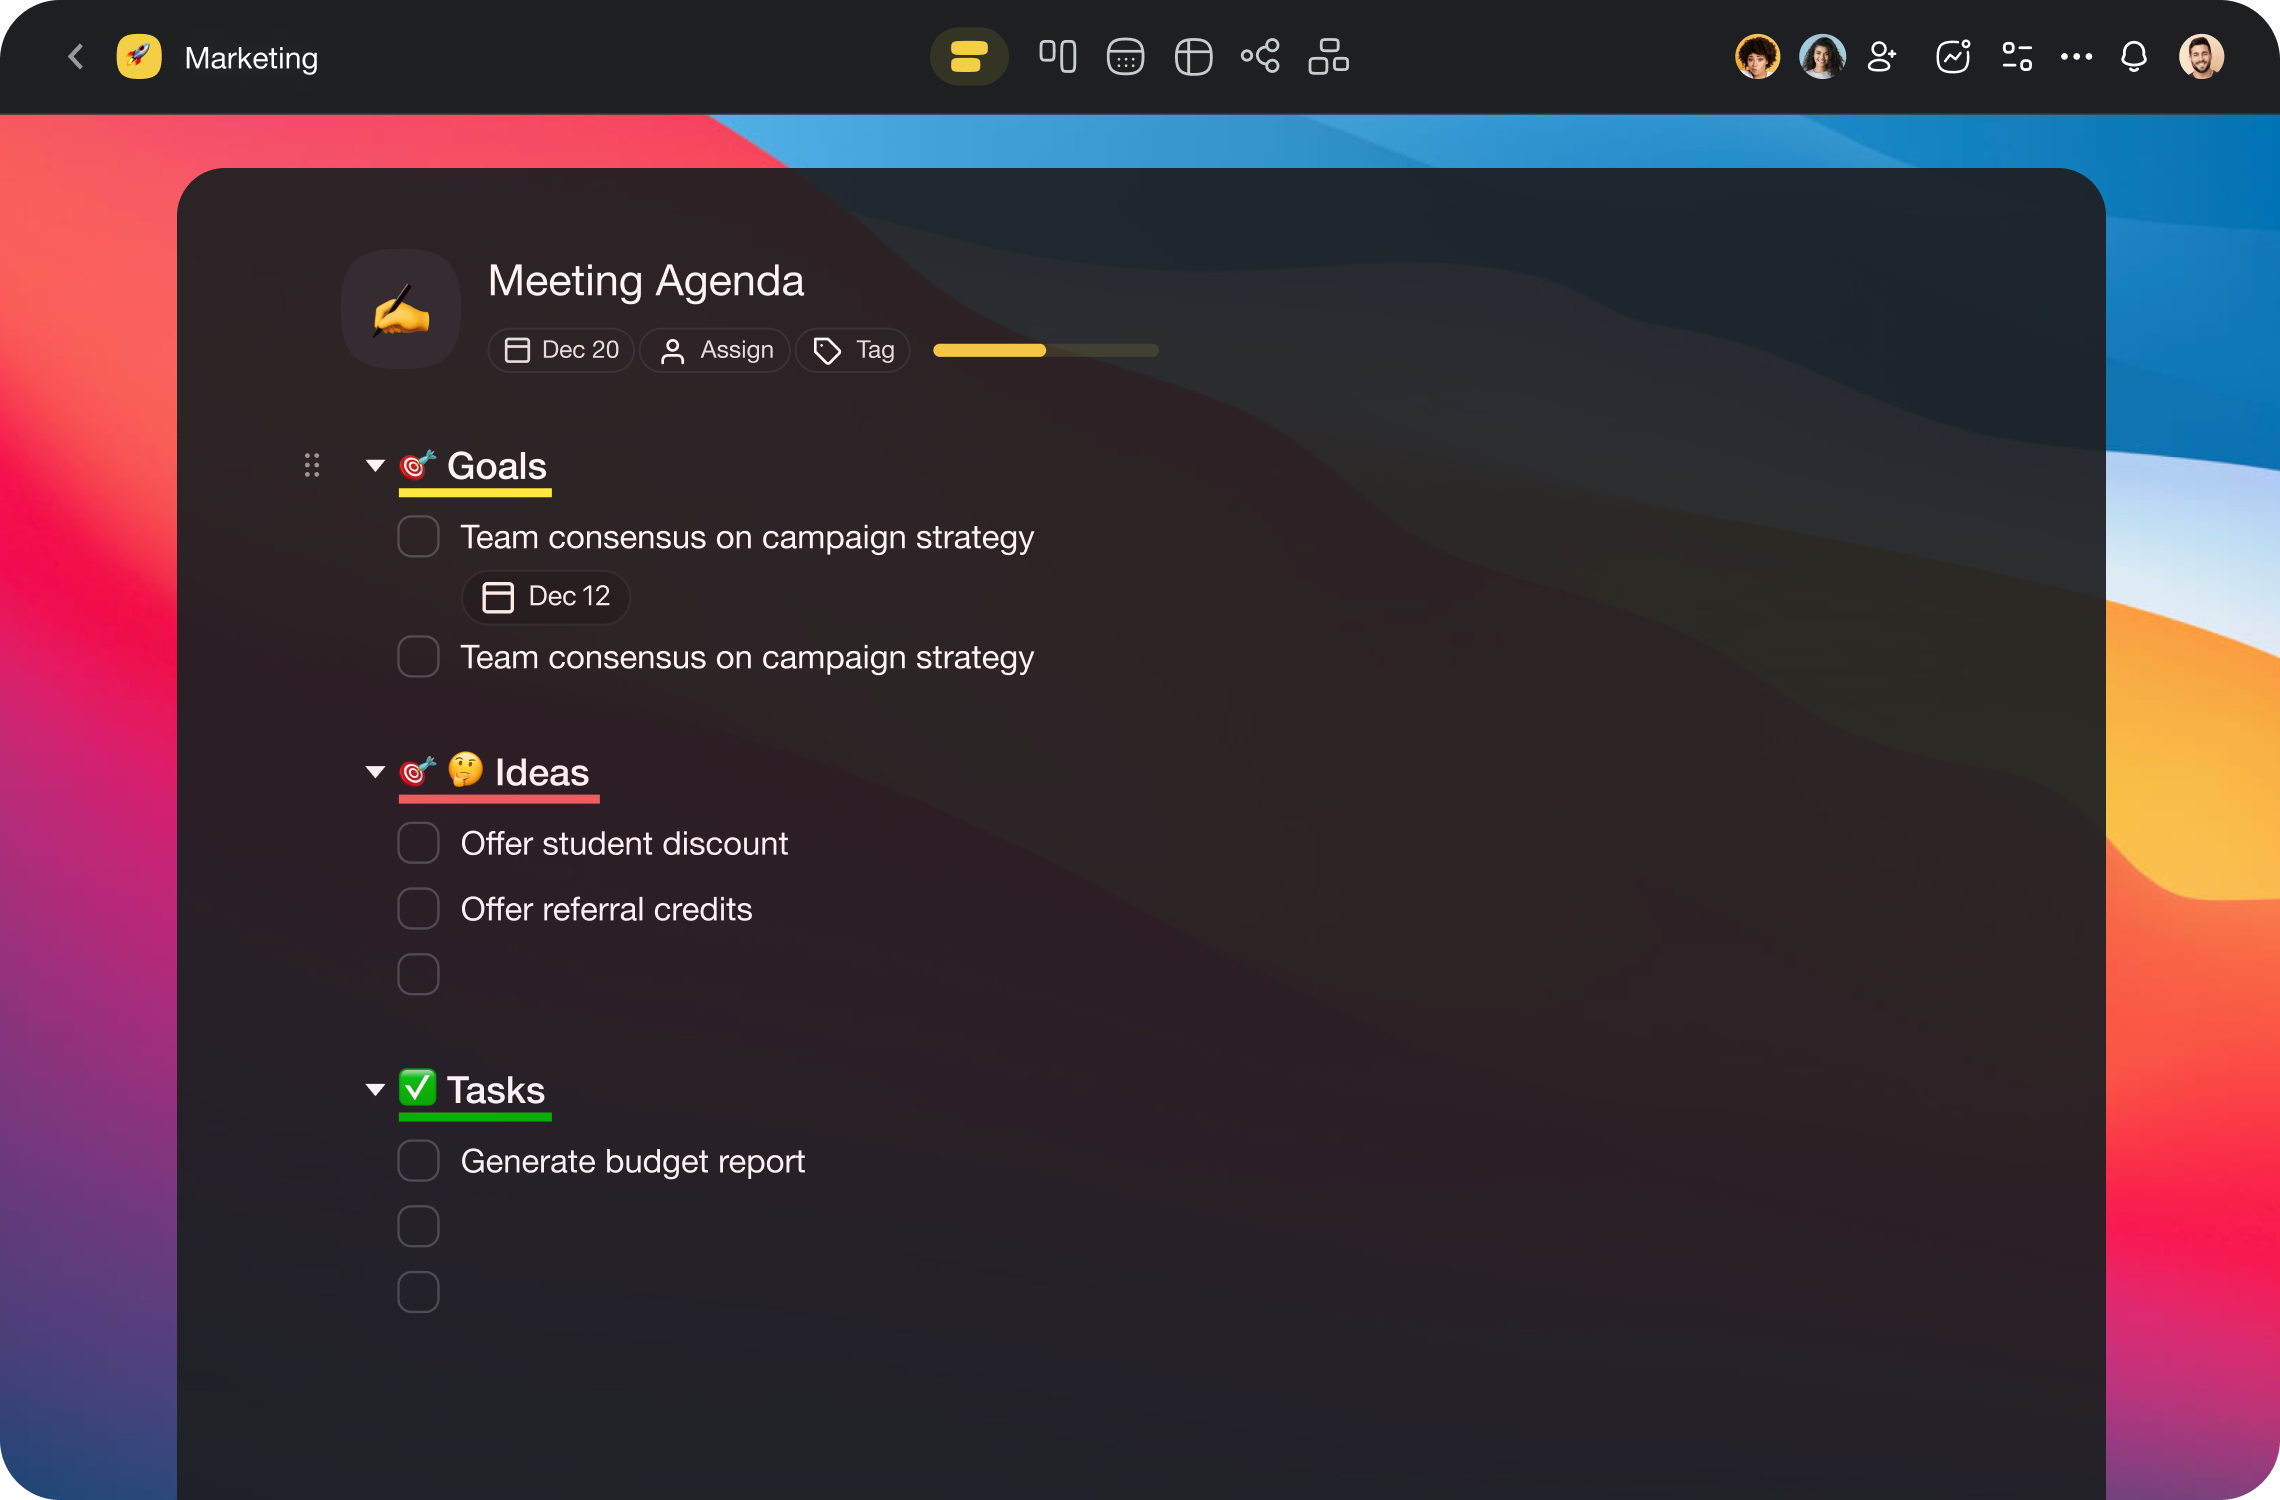 Marketing
Meeting Agenda
Dec 20 Assign Tag
Goals
Team consensus on campaign strategy
Dec 12
Team consensus on campaign strategy
Ideas
Offer student discount
Offer referral credits
Tasks
Generate budget report